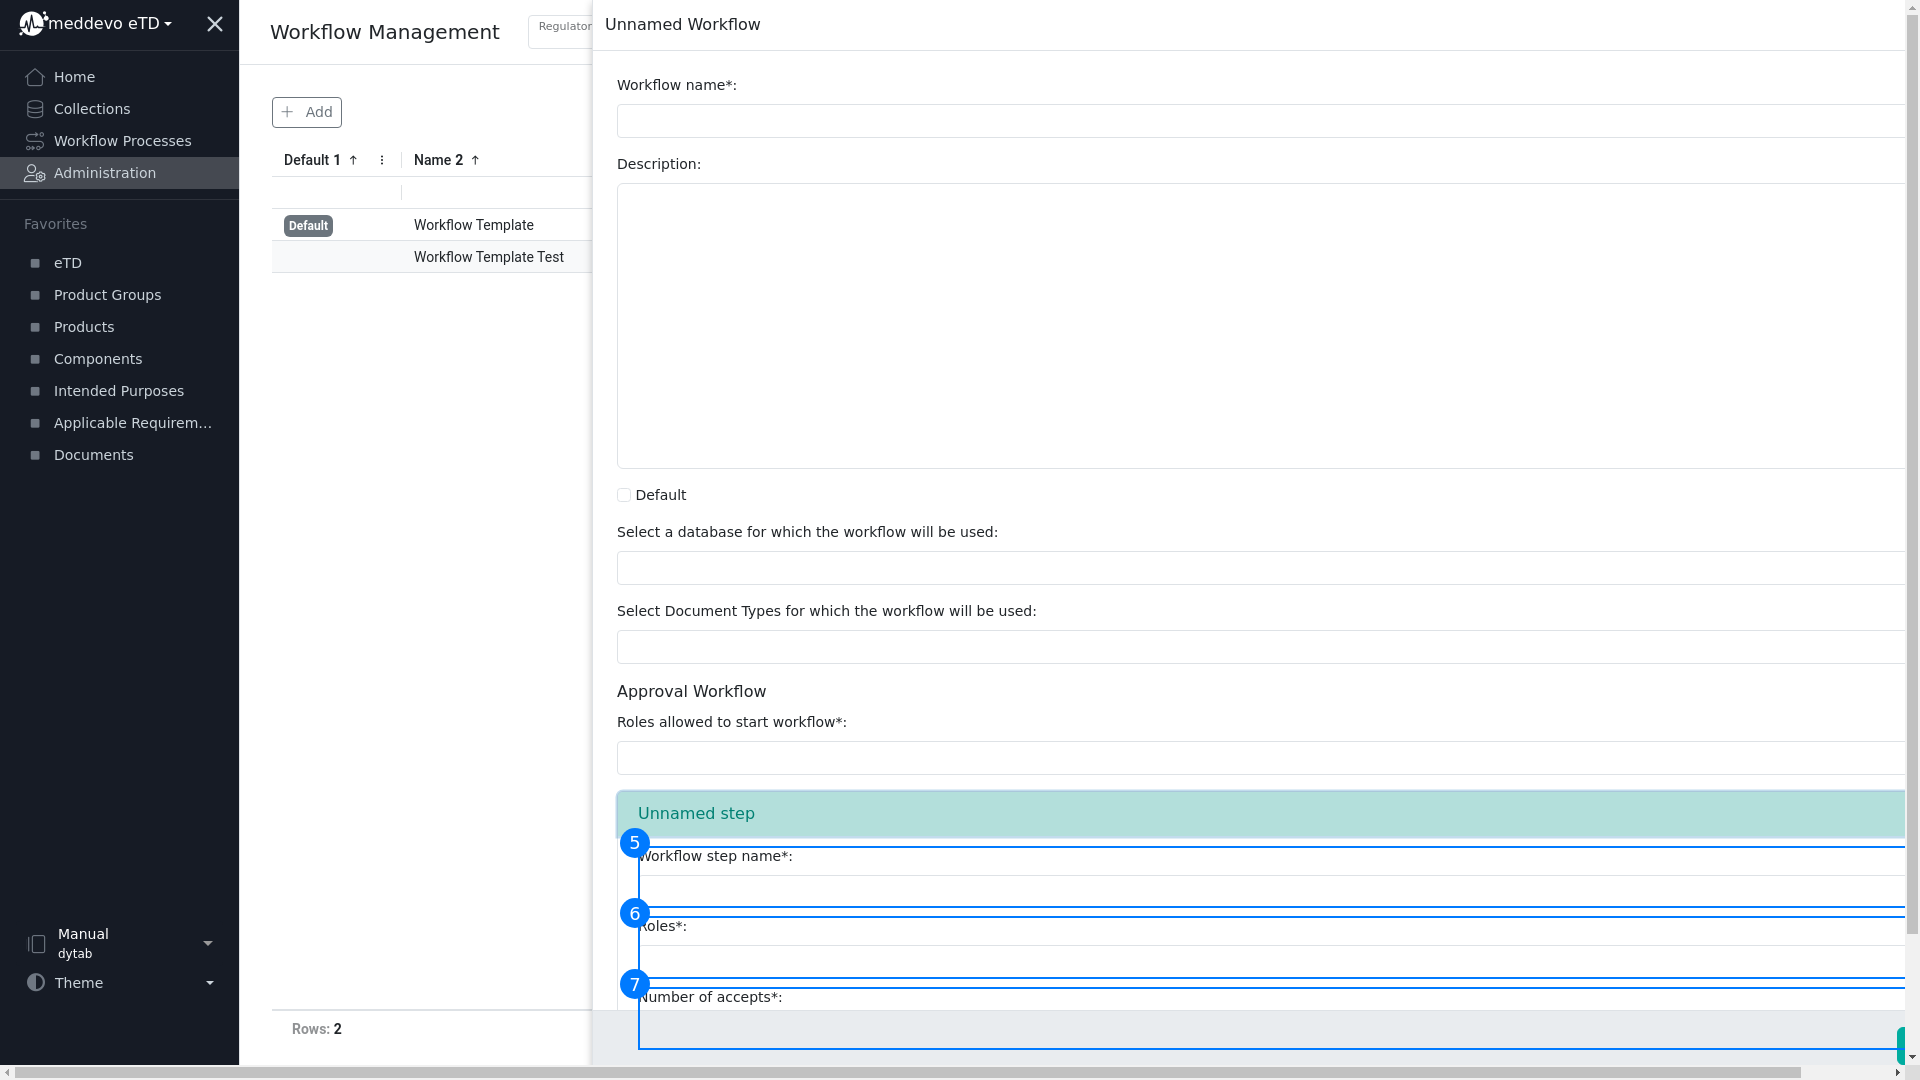 meddevo eTD
Home
Collections
Workflow Processes
Administration
Favorites
eTD
Product Groups
Products
Components
Intended Purposes
Applicable Requirem...
Documents
Manual
dytab
Theme
Workflow Management
Regulator
Add
Default 1
Name 2
Default
Workflow Template
Workflow Template Test
Rows: 2
Unnamed Workflow
Workflow name*:
Description:
Default
Select a database for which the workflow will be used:
Select Document Types for which the workflow will be used:
Approval Workflow
Roles allowed to start workflow*:
Unnamed step
5
Workflow step name*:
6
Roles*:
7
Number of accepts*: